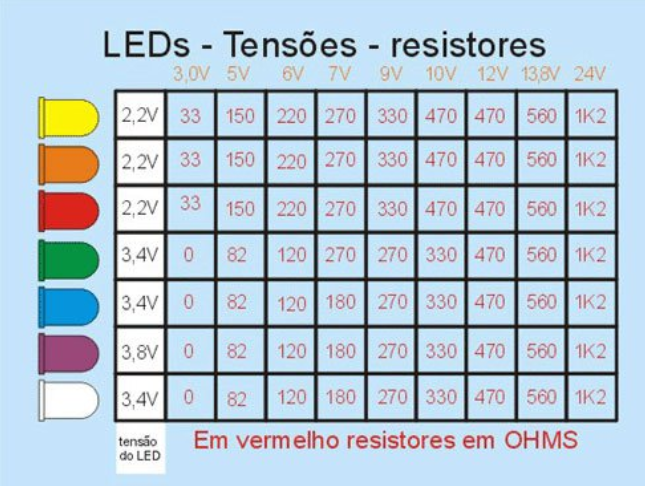 LEDs - Tensões - resistores
3,0V 5V 6V 7V 9V 10V 12V 13,8V 24V
2,2V 33 150 220 270 330 470 470 560 1K2
2,2V 33 150 220 270 330 470 470 560 1K2
2,2V 33 150 220 270 330 470 470 560 1K2
3,4V 0 82 120 270 270 330 470 560 1K2
3,4V 0 82 120 180 270 330 470 560 1K2
3,8V 0 82 120 180 270 330 470 560 1K2
3,4V 0 82 120 180 270 330 470 560 1K2
tensão
do LED
Em vermelho resistores em OHMS